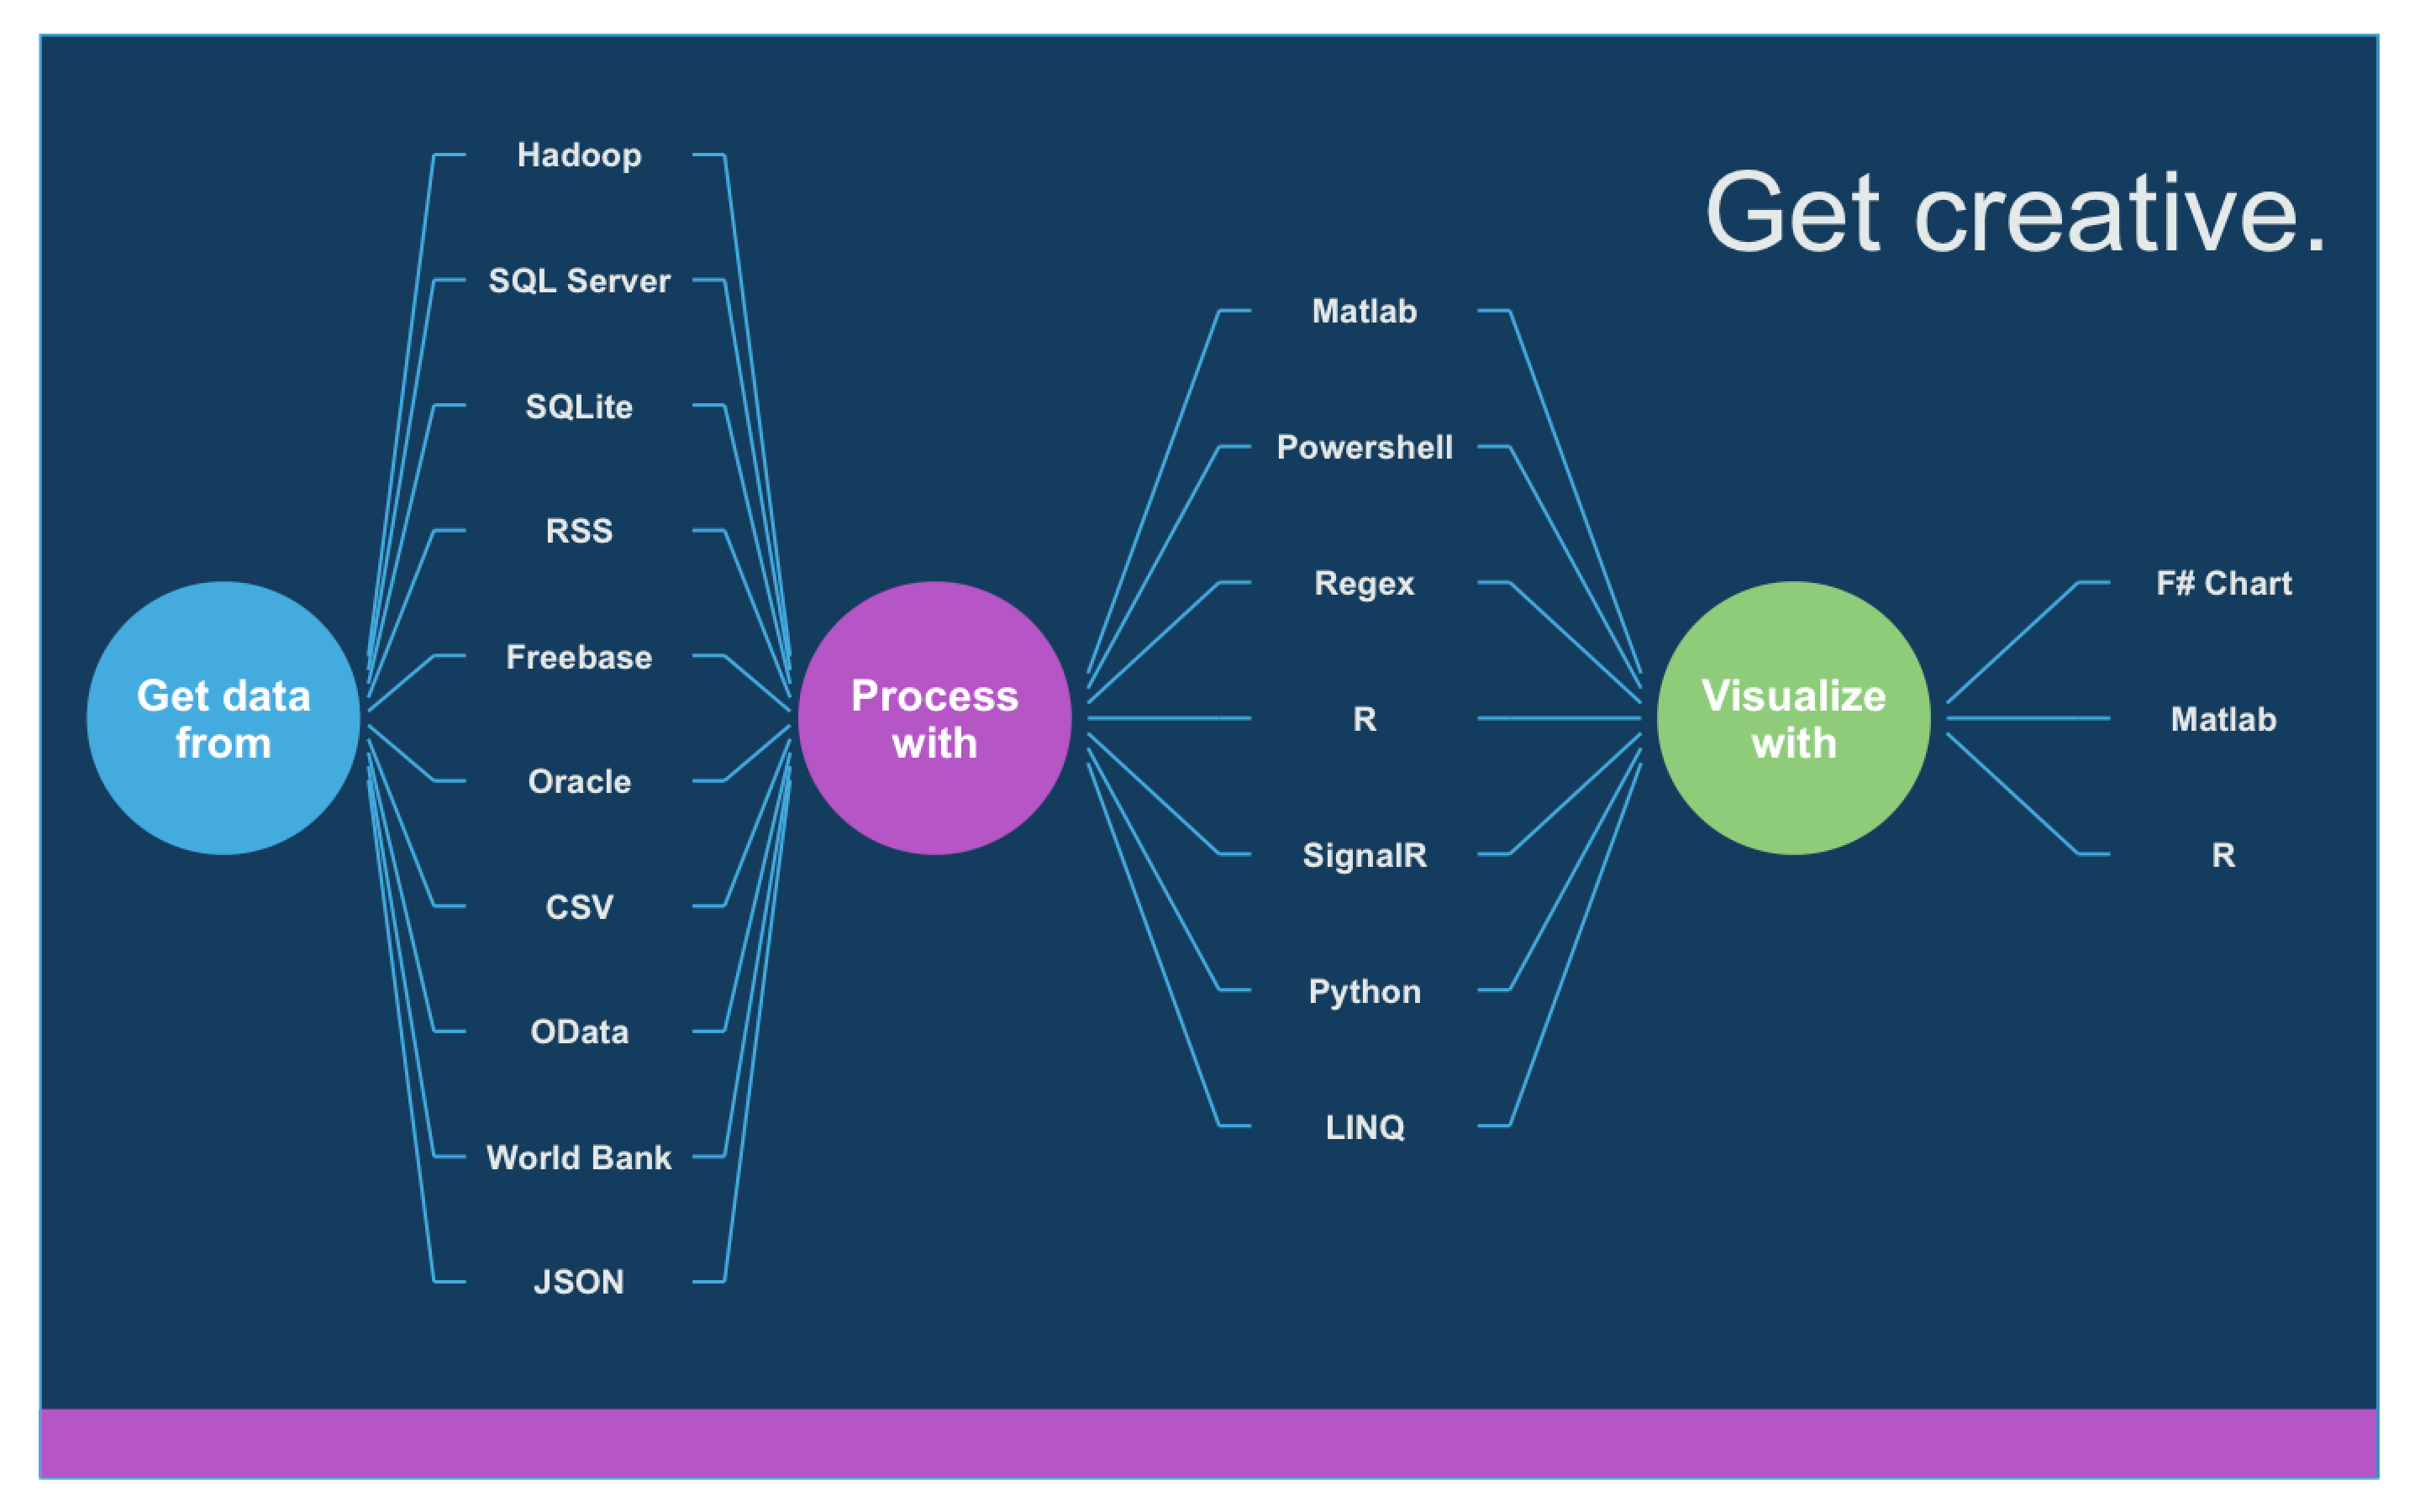 Get creative.
Get data
from
Hadoop
SQL Server
SQLite
RSS
Freebase
Oracle
CSV
OData
World Bank
JSON
Process
with
Matlab
Powershell
Regex
R
SignalR
Python
LINQ
Visualize
with
F# Chart
Matlab
R